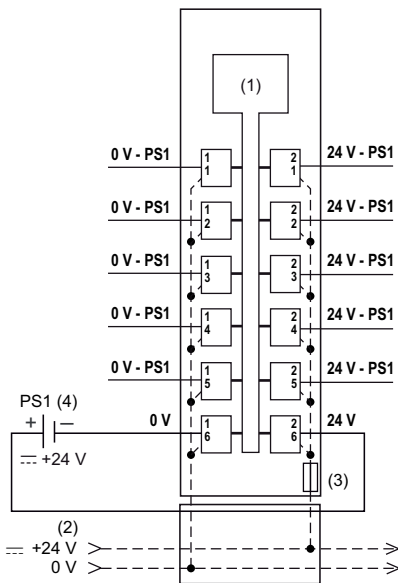 (1)
0 V - PS1 1 1 2 1 24 V - PS1
0 V - PS1 1 2 2 2 24 V - PS1
0 V - PS1 1 3 2 3 24 V - PS1
0 V - PS1 1 4 2 4 24 V - PS1
0 V - PS1 1 5 2 5 24 V - PS1
PS1 (4)
+ − 0 V 1 6 2 6 24 V
⎓ +24 V
(3)
(2)
⎓ +24 V
0 V